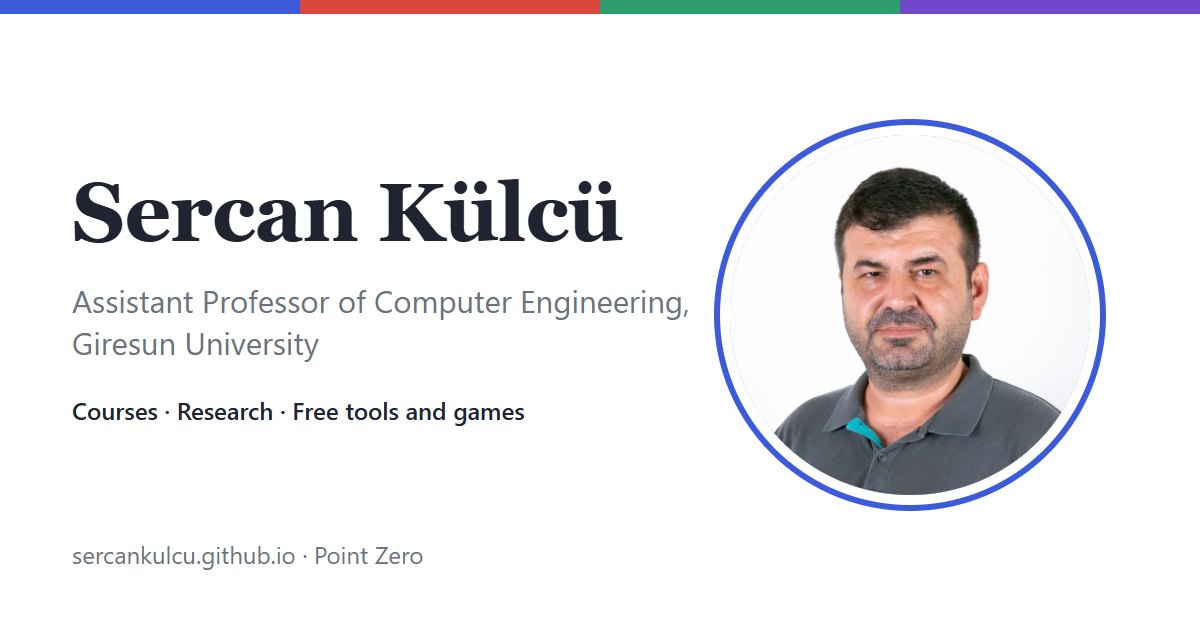 Sercan Külcü
Assistant Professor of Computer Engineering,
Giresun University
Courses · Research · Free tools and games
sercankulcu.github.io · Point Zero